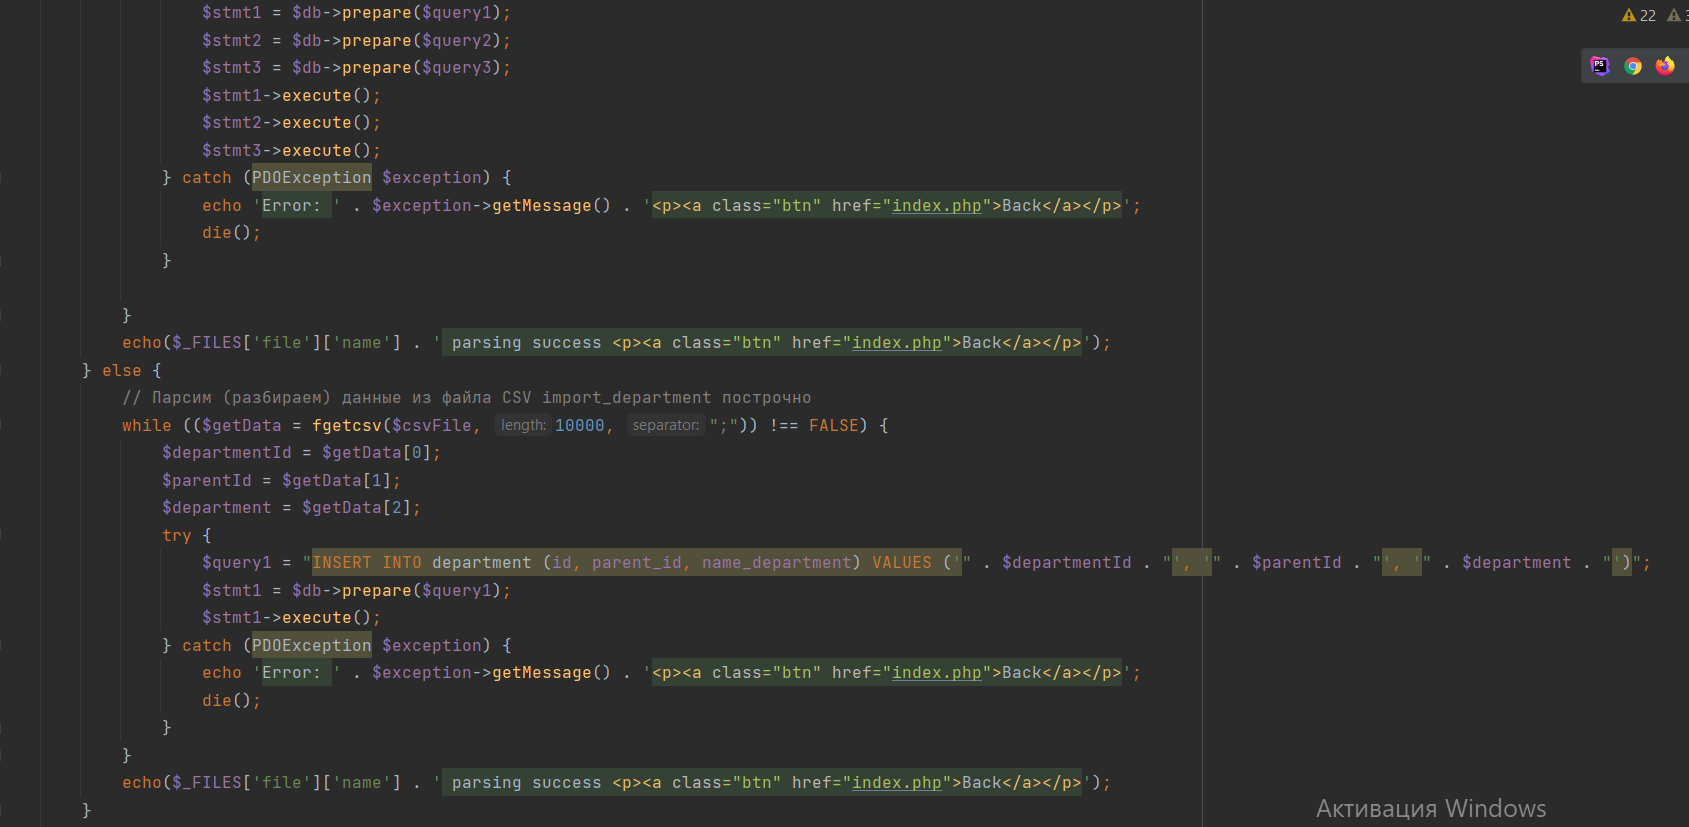 $stmt1 = $db->prepare($query1);
22
$stmt2 = $db->prepare($query2);
$stmt3 = $db->prepare($query3);
PS
$stmt1->execute();
$stmt2->execute();
$stmt3->execute();
} catch (PDOException $exception) {
echo 'Error: ' . $exception->getMessage() . '<p><a class="btn" href="index.php">Back</a></p>';
die();
}
}
echo($_FILES['file']['name'] . ' parsing success <p><a class="btn" href="index.php">Back</a></p>');
} else {
// Парсим (разбираем) данные из файла CSV import_department построчно
while (($getData = fgetcsv($csvFile, length: 10000, separator: ";")) !== FALSE) {
$departmentId = $getData[0];
$parentId = $getData[1];
$department = $getData[2];
try {
$query1 = "INSERT INTO department (id, parent_id, name_department) VALUES ('" . $departmentId . "', '" . $parentId . "', '" . $department . "')";
$stmt1 = $db->prepare($query1);
$stmt1->execute();
} catch (PDOException $exception) {
echo 'Error: ' . $exception->getMessage() . '<p><a class="btn" href="index.php">Back</a></p>';
die();
}
}
echo($_FILES['file']['name'] . ' parsing success <p><a class="btn" href="index.php">Back</a></p>');
}
Активация Windows